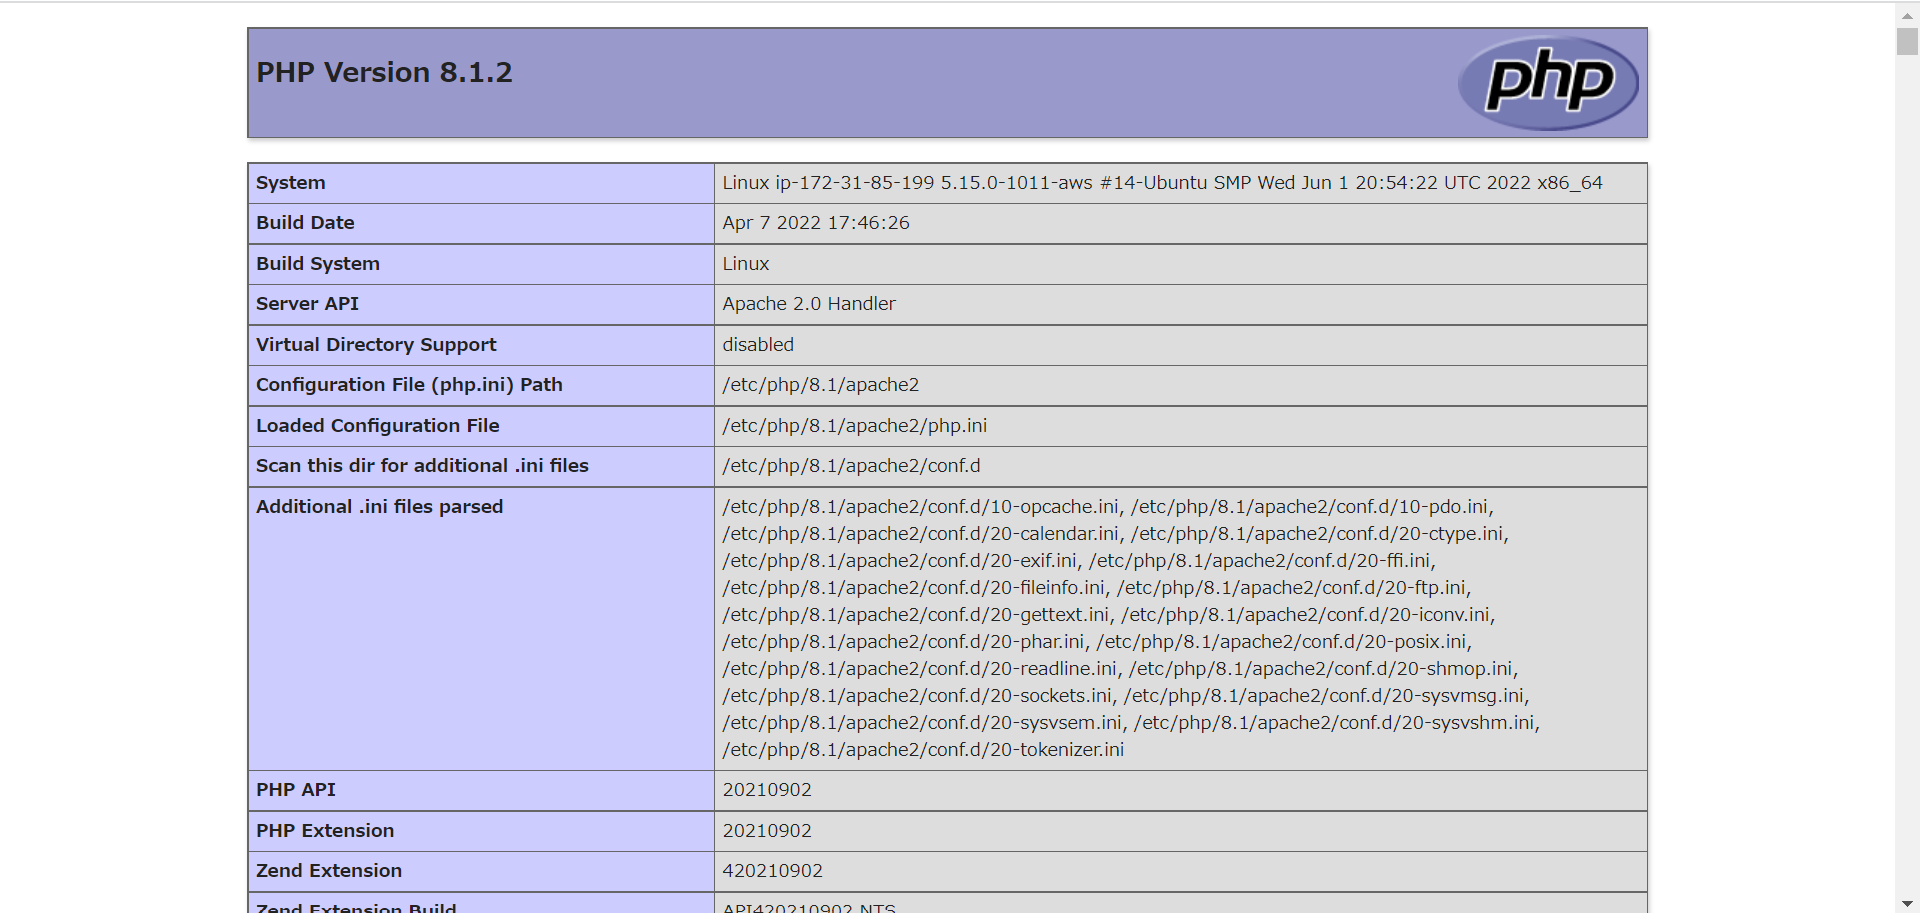 PHP Version 8.1.2
php
System Linux ip-172-31-85-199 5.15.0-1011-aws #14-Ubuntu SMP Wed Jun 1 20:54:22 UTC 2022 x86_64
Build Date Apr 7 2022 17:46:26
Build System Linux
Server API Apache 2.0 Handler
Virtual Directory Support disabled
Configuration File (php.ini) Path /etc/php/8.1/apache2
Loaded Configuration File /etc/php/8.1/apache2/php.ini
Scan this dir for additional .ini files /etc/php/8.1/apache2/conf.d
Additional .ini files parsed /etc/php/8.1/apache2/conf.d/10-opcache.ini, /etc/php/8.1/apache2/conf.d/10-pdo.ini,
/etc/php/8.1/apache2/conf.d/20-calendar.ini, /etc/php/8.1/apache2/conf.d/20-ctype.ini,
/etc/php/8.1/apache2/conf.d/20-exif.ini, /etc/php/8.1/apache2/conf.d/20-ffi.ini,
/etc/php/8.1/apache2/conf.d/20-fileinfo.ini, /etc/php/8.1/apache2/conf.d/20-ftp.ini,
/etc/php/8.1/apache2/conf.d/20-gettext.ini, /etc/php/8.1/apache2/conf.d/20-iconv.ini,
/etc/php/8.1/apache2/conf.d/20-phar.ini, /etc/php/8.1/apache2/conf.d/20-posix.ini,
/etc/php/8.1/apache2/conf.d/20-readline.ini, /etc/php/8.1/apache2/conf.d/20-shmop.ini,
/etc/php/8.1/apache2/conf.d/20-sockets.ini, /etc/php/8.1/apache2/conf.d/20-sysvmsg.ini,
/etc/php/8.1/apache2/conf.d/20-sysvsem.ini, /etc/php/8.1/apache2/conf.d/20-sysvshm.ini,
/etc/php/8.1/apache2/conf.d/20-tokenizer.ini
PHP API 20210902
PHP Extension 20210902
Zend Extension 420210902
Zend Extension Build API420210902,NTS